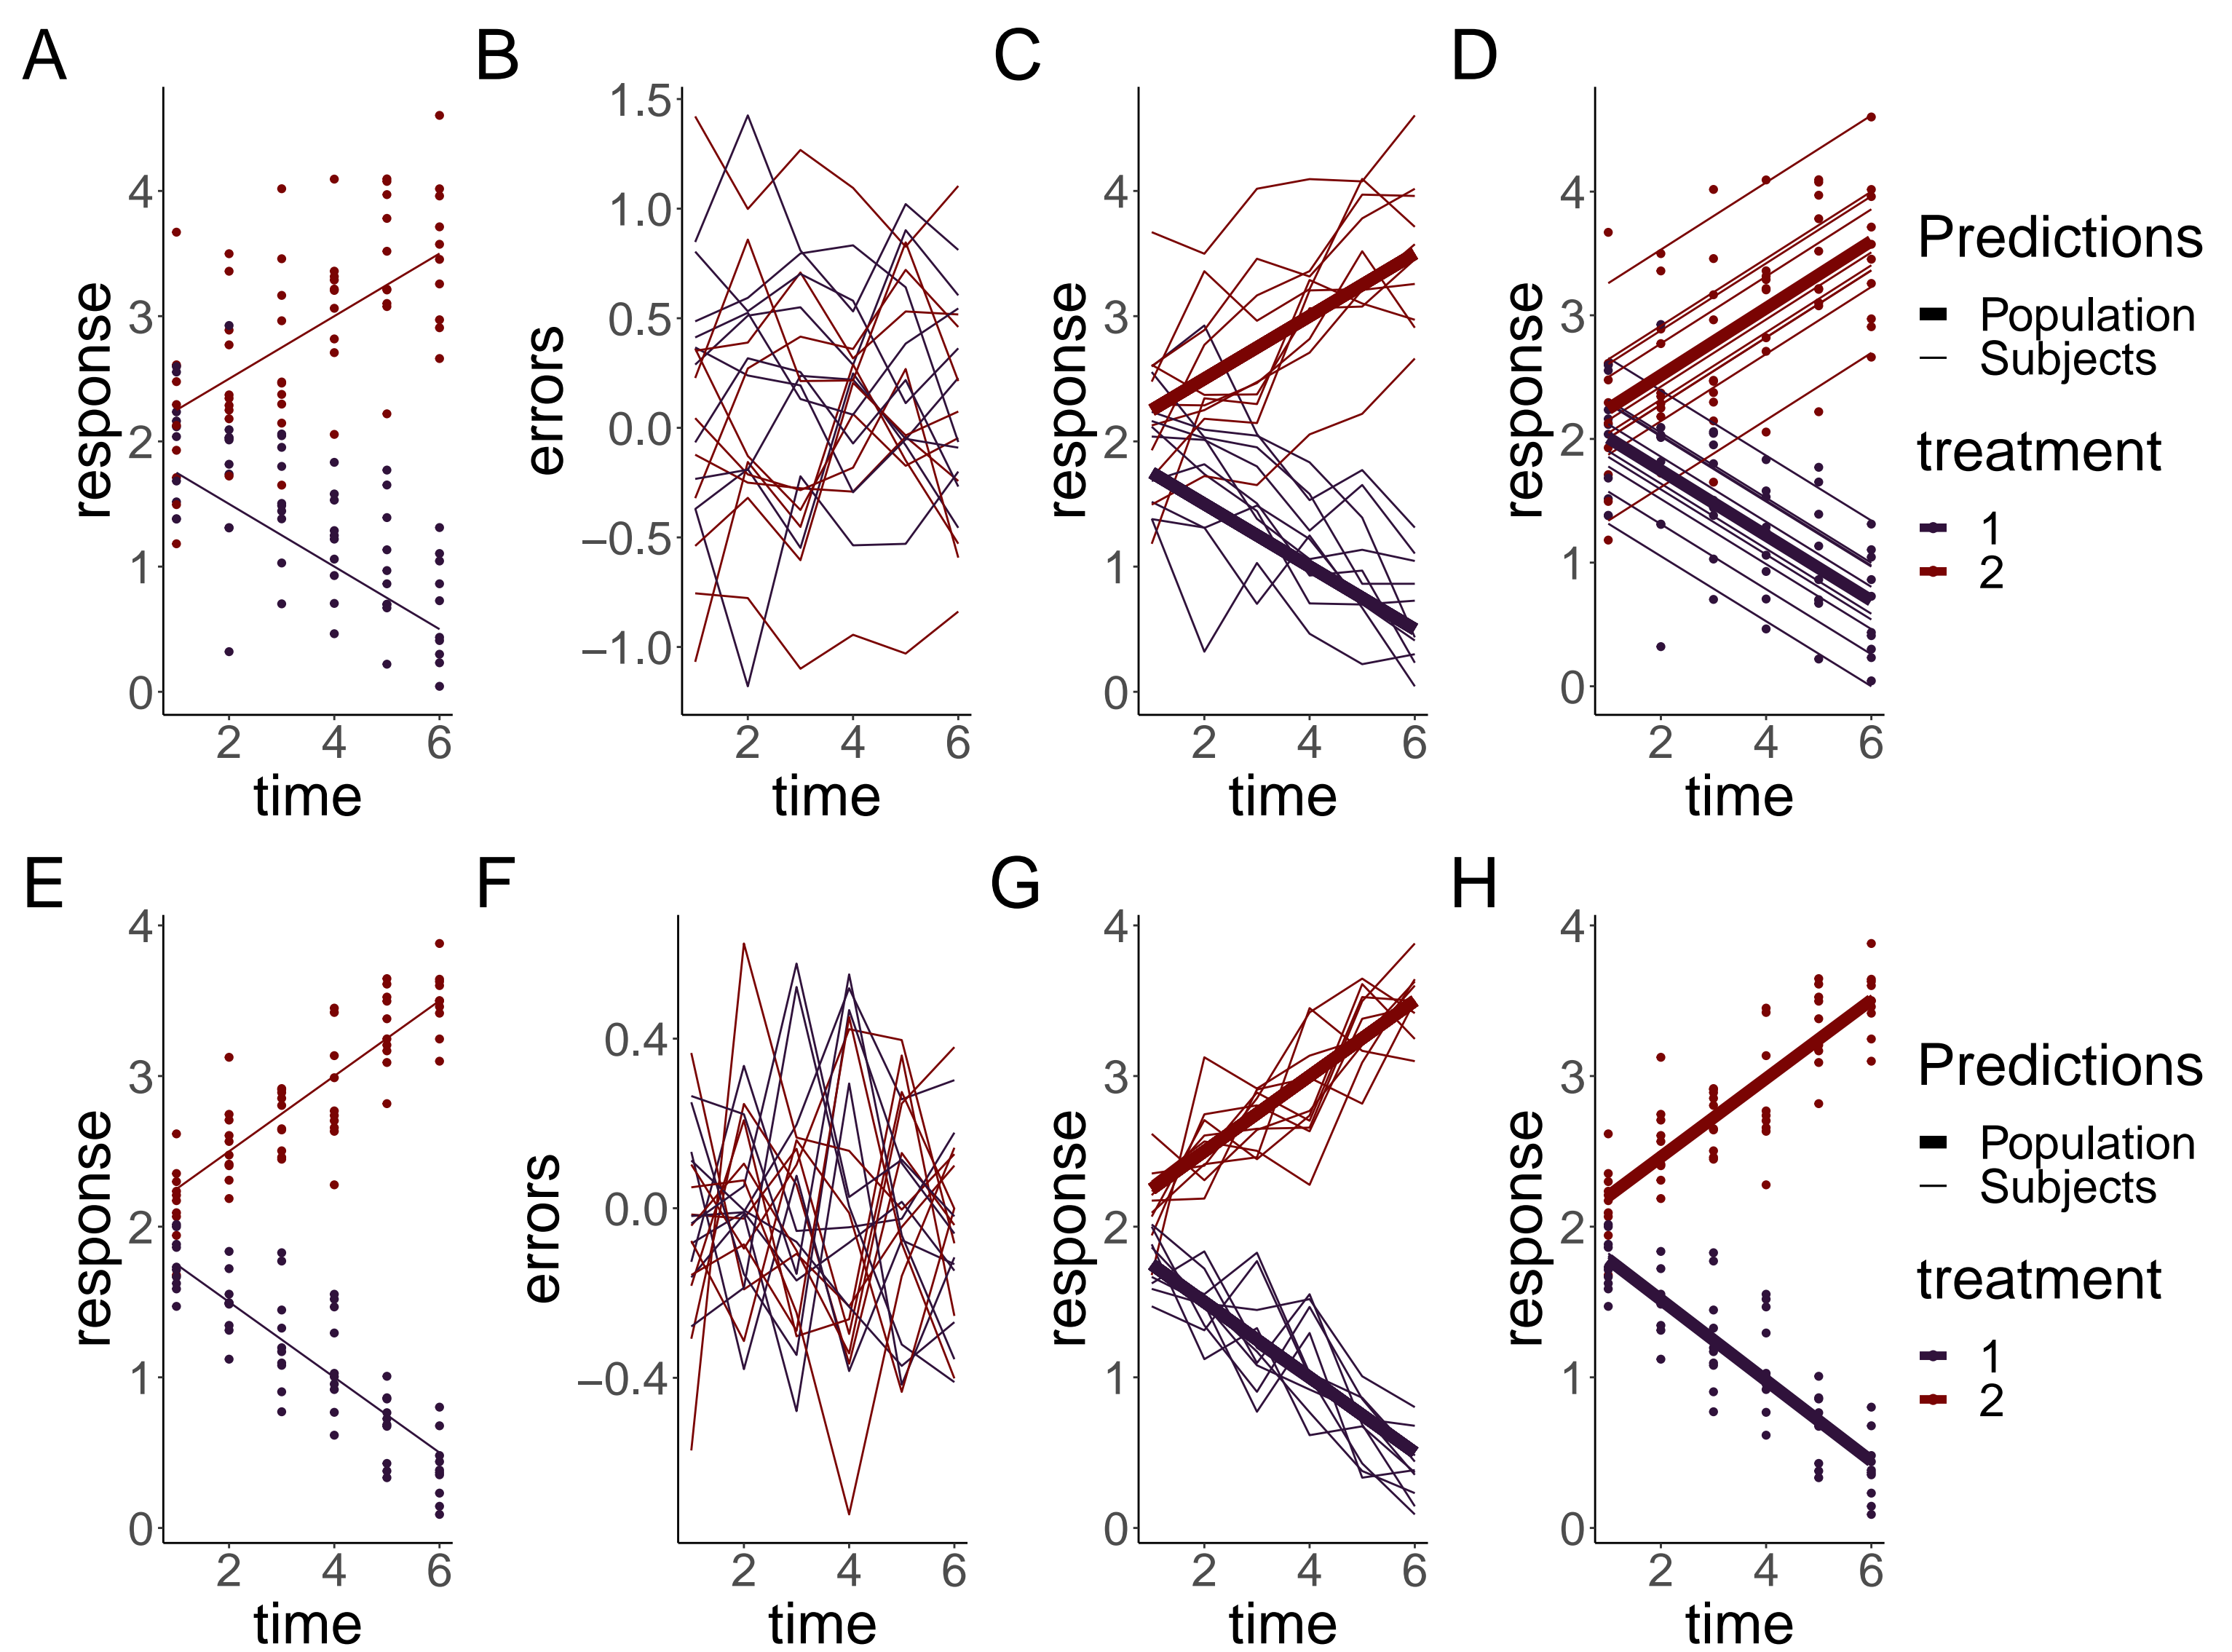 A
response
4
3
2
1
0
2 4 6
time
B
errors
1.5
1.0
0.5
0.0
−0.5
−1.0
2 4 6
time
C
response
4
3
2
1
0
2 4 6
time
D
response
4
3
2
1
0
2 4 6
time
Predictions
Population
Subjects
treatment
1
2
E
response
4
3
2
1
0
2 4 6
time
F
errors
0.4
0.0
−0.4
2 4 6
time
G
response
4
3
2
1
0
2 4 6
time
H
response
4
3
2
1
0
2 4 6
time
Predictions
Population
Subjects
treatment
1
2